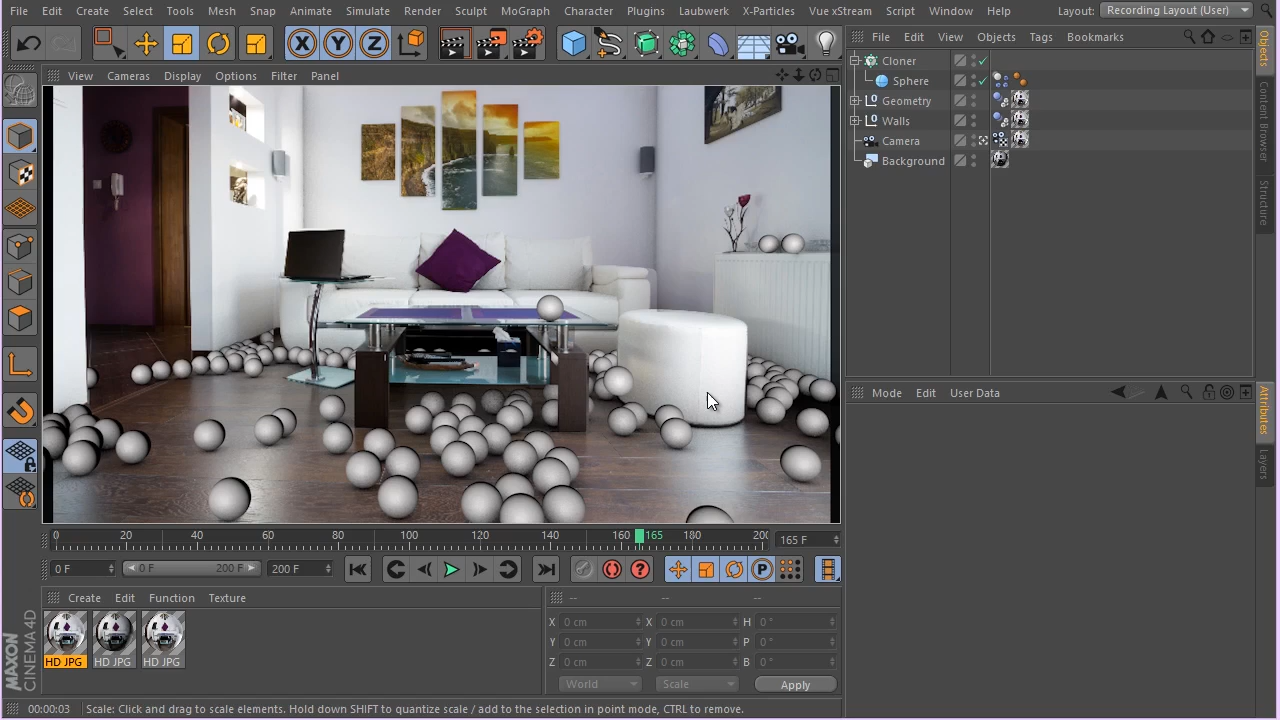 File Edit Create Select Tools Mesh Snap Animate Simulate Render Sculpt MoGraph Character Plugins Laubwerk X-Particles Vue xStream Script Window Help Layout: Recording Layout (User)
X Y Z
File Edit View Objects Tags Bookmarks
View Cameras Display Options Filter Panel
Cloner
Sphere
Geometry
Walls
Camera
Background
Objects
Content Browser
Structure
Mode Edit User Data
Attributes
Layers
0 20 40 60 80 100 120 140 160 165 180 200 165 F
0 F 0 F 200 F 200 F
P
Create Edit Function Texture
-- -- --
HD JPG HD JPG HD JPG
X 0 cm X 0 cm H 0 °
Y 0 cm Y 0 cm P 0 °
Z 0 cm Z 0 cm B 0 °
World Scale Apply
MAXON
CINEMA 4D
00:00:03 Scale: Click and drag to scale elements. Hold down SHIFT to quantize scale / add to the selection in point mode, CTRL to remove.